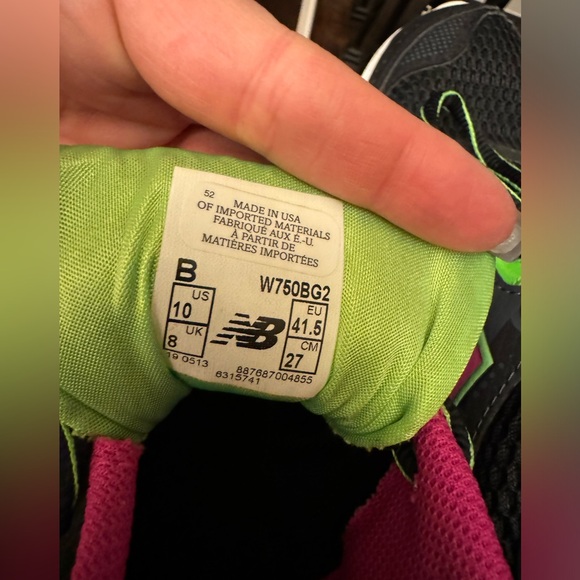 52
MADE IN USA
OF IMPORTED MATERIALS
FABRIQUÉ AUX É.-U.
À PARTIR DE
MATIÈRES IMPORTÉES
B W750BG2
US
10
UK
8
NB
EU
41.5
CM
27
19 0513
6315741
887687004855